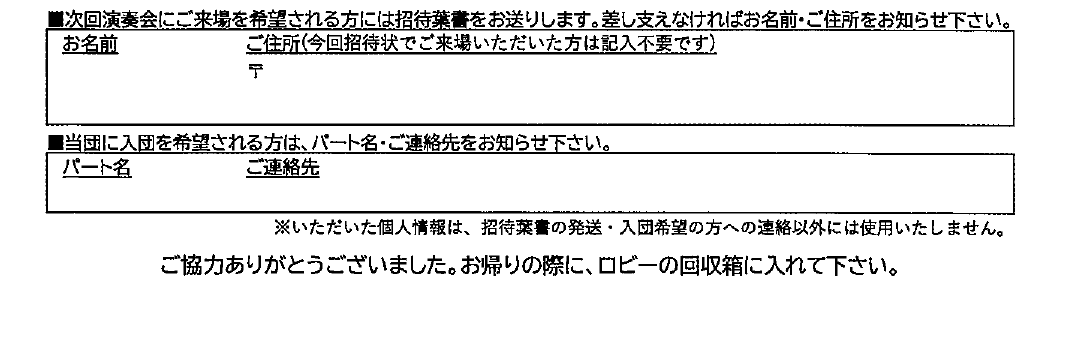 ■次回演奏会にご来場を希望される方には招待葉書をお送りします。差し支えなければお名前・ご住所をお知らせ下さい。
お名前 ご住所(今回招待状でご来場いただいた方は記入不要です)
〒
■当団に入団を希望される方は、パート名・ご連絡先をお知らせ下さい。
パート名 ご連絡先
※いただいた個人情報は、招待葉書の発送・入団希望の方への連絡以外には使用いたしません。
ご協力ありがとうございました。お帰りの際に、ロビーの回収箱に入れて下さい。